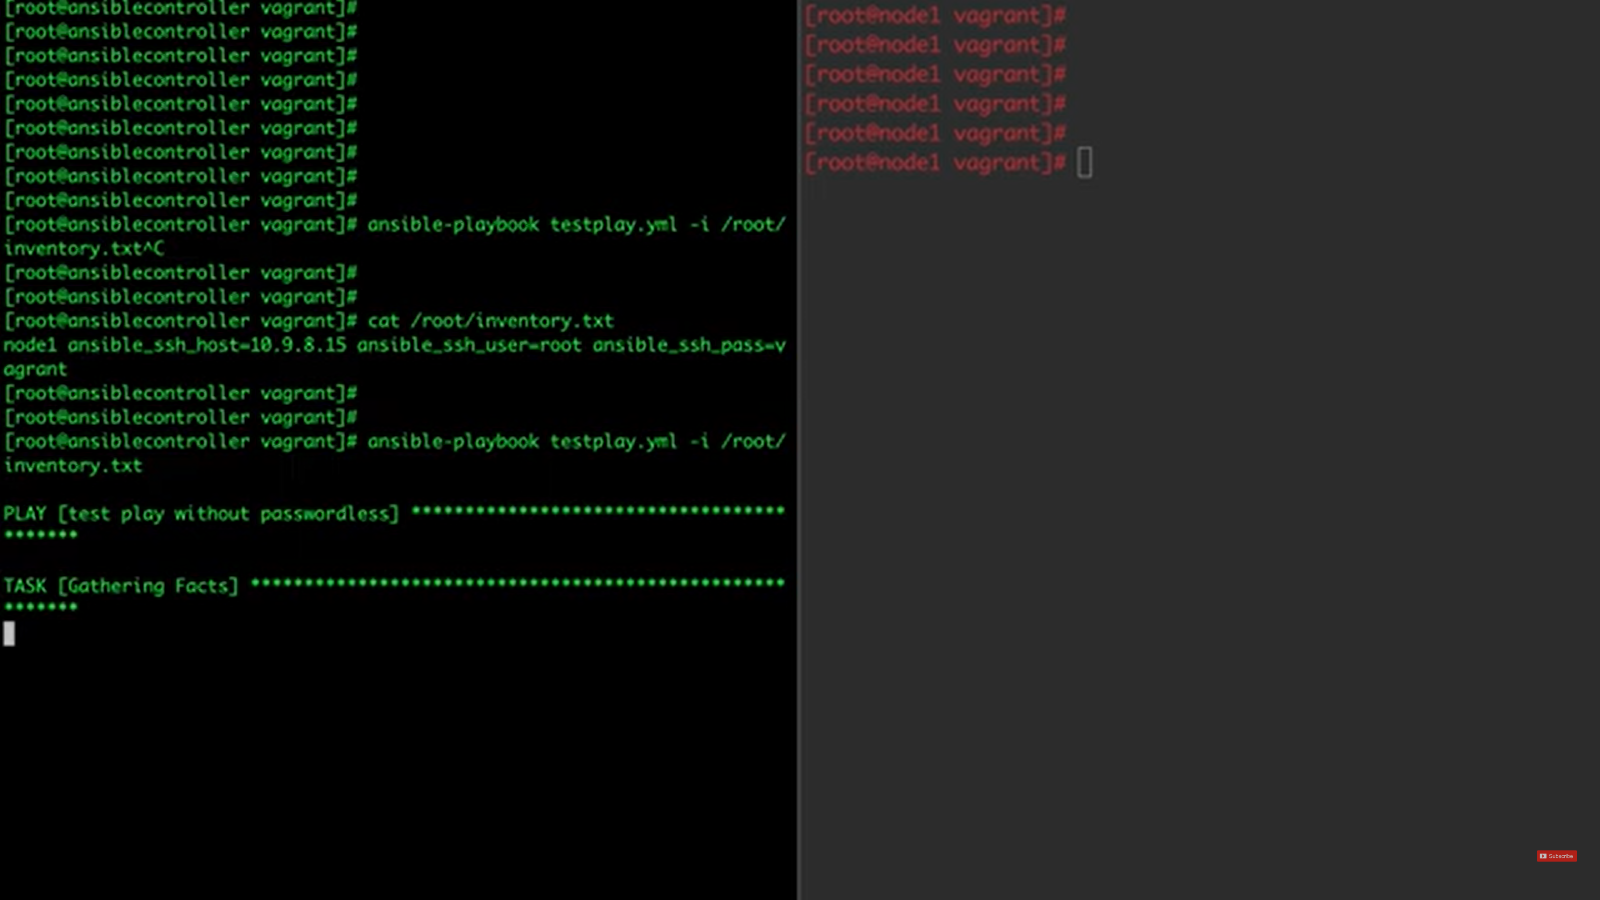 [root@ansiblecontroller vagrant]#
[root@ansiblecontroller vagrant]#
[root@ansiblecontroller vagrant]#
[root@ansiblecontroller vagrant]#
[root@ansiblecontroller vagrant]#
[root@ansiblecontroller vagrant]#
[root@ansiblecontroller vagrant]#
[root@ansiblecontroller vagrant]#
[root@ansiblecontroller vagrant]#
[root@ansiblecontroller vagrant]# ansible-playbook testplay.yml -i /root/
inventory.txt^C
[root@ansiblecontroller vagrant]#
[root@ansiblecontroller vagrant]#
[root@ansiblecontroller vagrant]# cat /root/inventory.txt
node1 ansible_ssh_host=10.9.8.15 ansible_ssh_user=root ansible_ssh_pass=v
agrant
[root@ansiblecontroller vagrant]#
[root@ansiblecontroller vagrant]#
[root@ansiblecontroller vagrant]# ansible-playbook testplay.yml -i /root/
inventory.txt
PLAY [test play without passwordless] ***********************************
*******
TASK [Gathering Facts] **************************************************
*******
[root@node1 vagrant]#
[root@node1 vagrant]#
[root@node1 vagrant]#
[root@node1 vagrant]#
[root@node1 vagrant]#
[root@node1 vagrant]#
Subscribe